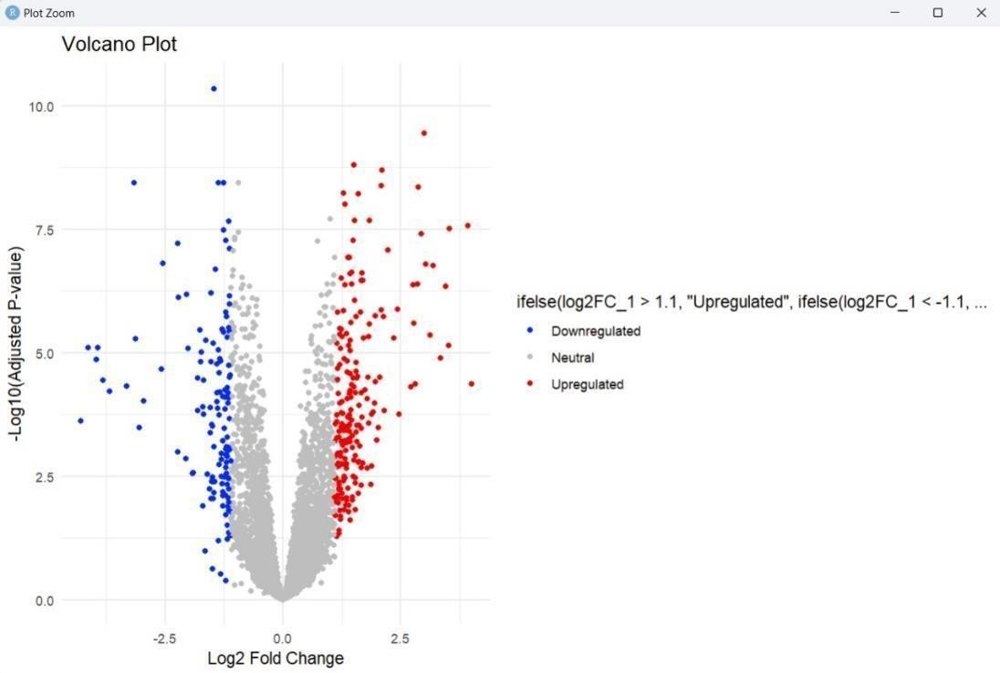 R Plot Zoom
Volcano Plot
10.0
7.5
5.0
2.5
0.0
-Log10(Adjusted P-value)
-2.5 0.0 2.5
Log2 Fold Change
ifelse(log2FC_1 > 1.1, "Upregulated", ifelse(log2FC_1 < -1.1, ...
Downregulated
Neutral
Upregulated